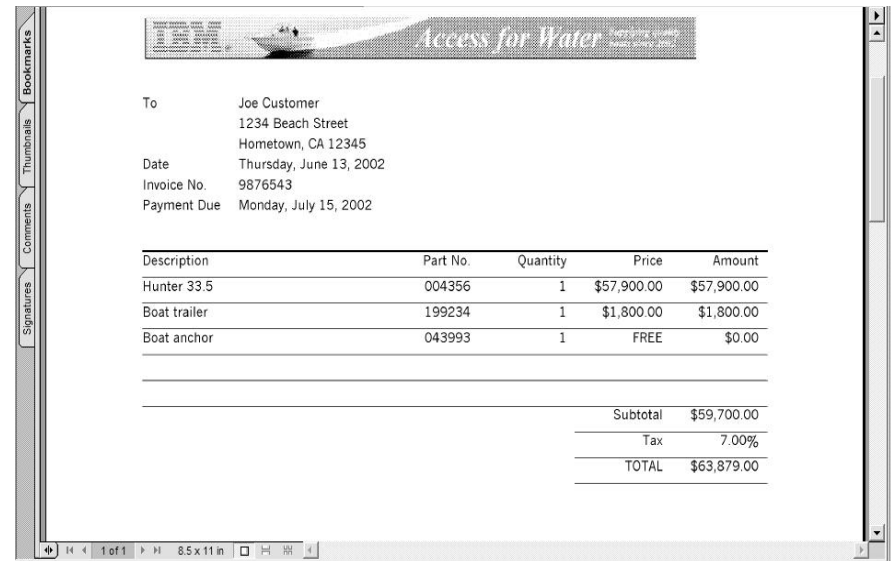 Bookmarks
Thumbnails
Comments
Signatures
IBM.
Access for Water
To Joe Customer
1234 Beach Street
Hometown, CA 12345
Date Thursday, June 13, 2002
Invoice No. 9876543
Payment Due Monday, July 15, 2002
Description Part No. Quantity Price Amount
Hunter 33.5 004356 1 $57,900.00 $57,900.00
Boat trailer 199234 1 $1,800.00 $1,800.00
Boat anchor 043993 1 FREE $0.00
Subtotal $59,700.00
Tax 7.00%
TOTAL $63,879.00
1 of 1 8.5 x 11 in